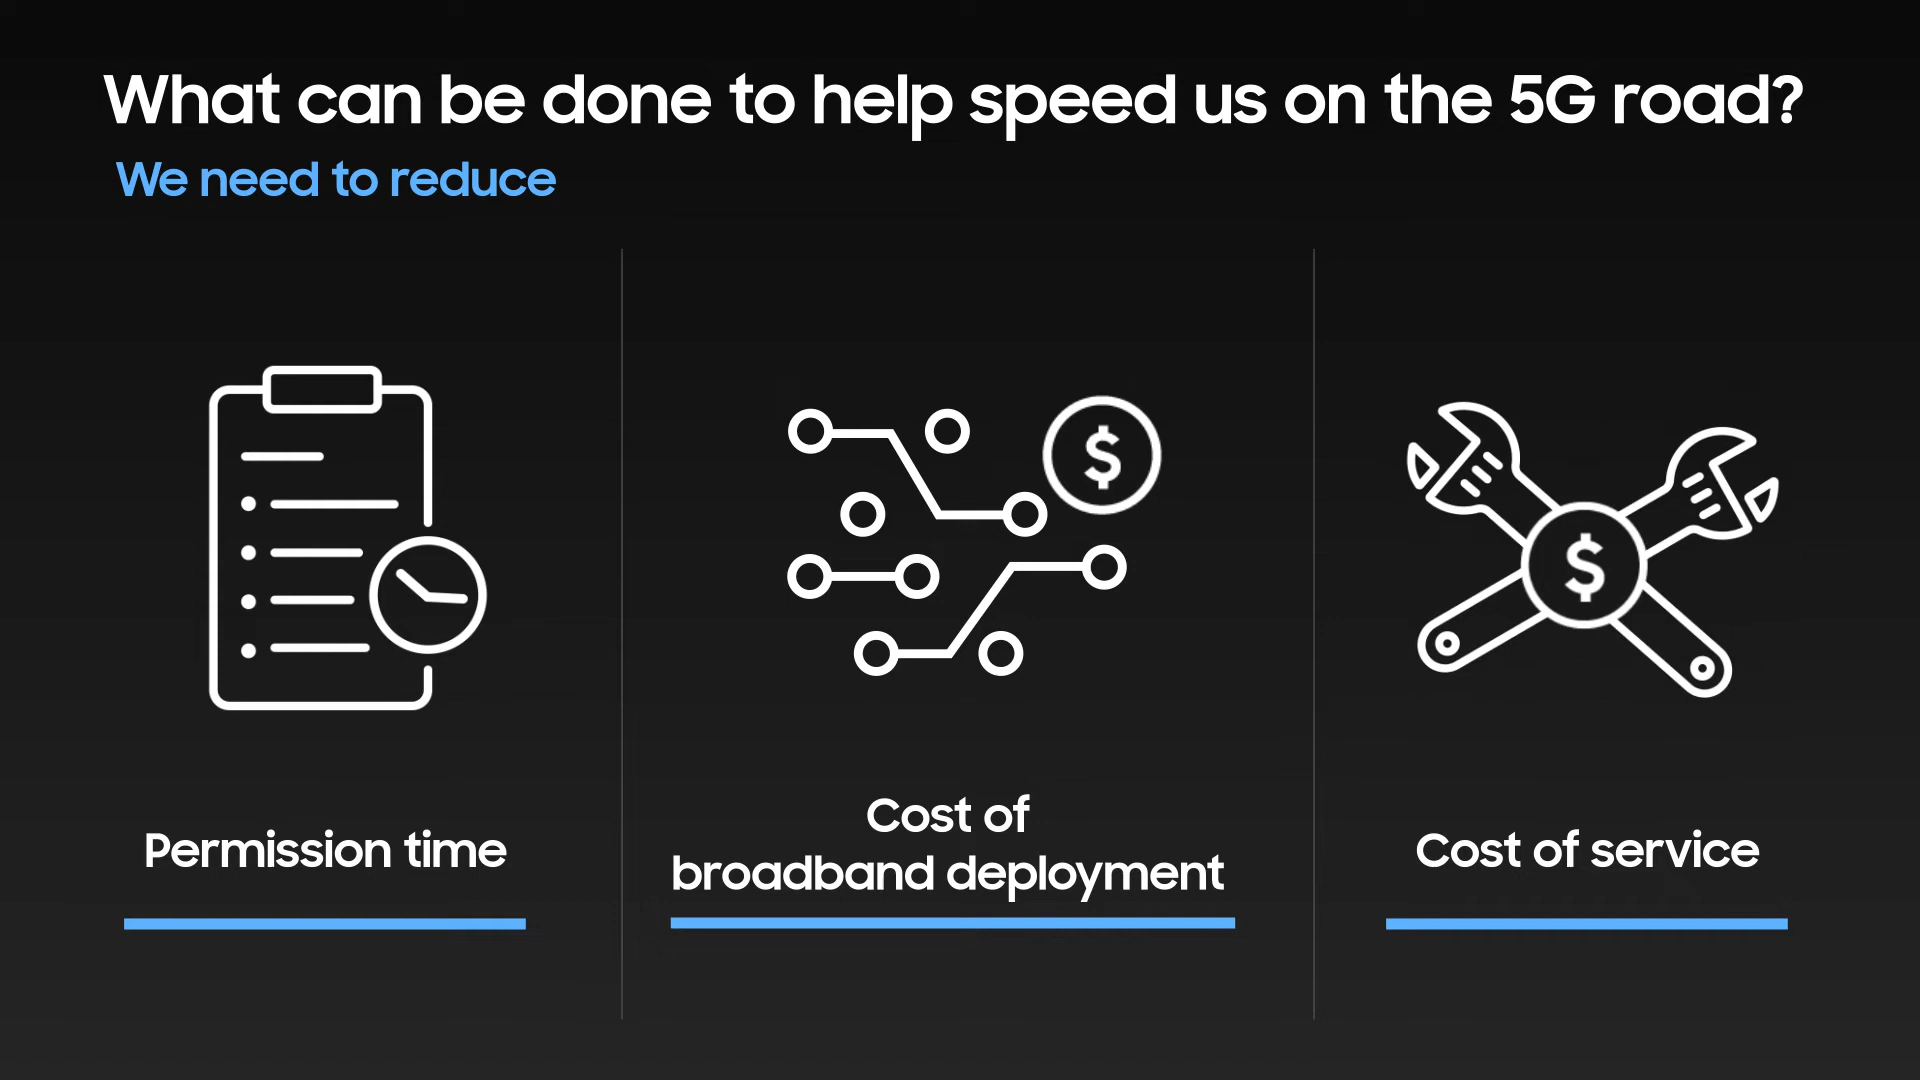 What can be done to help speed us on the 5G road?
We need to reduce
$
$
Permission time
Cost of
broadband deployment
Cost of service